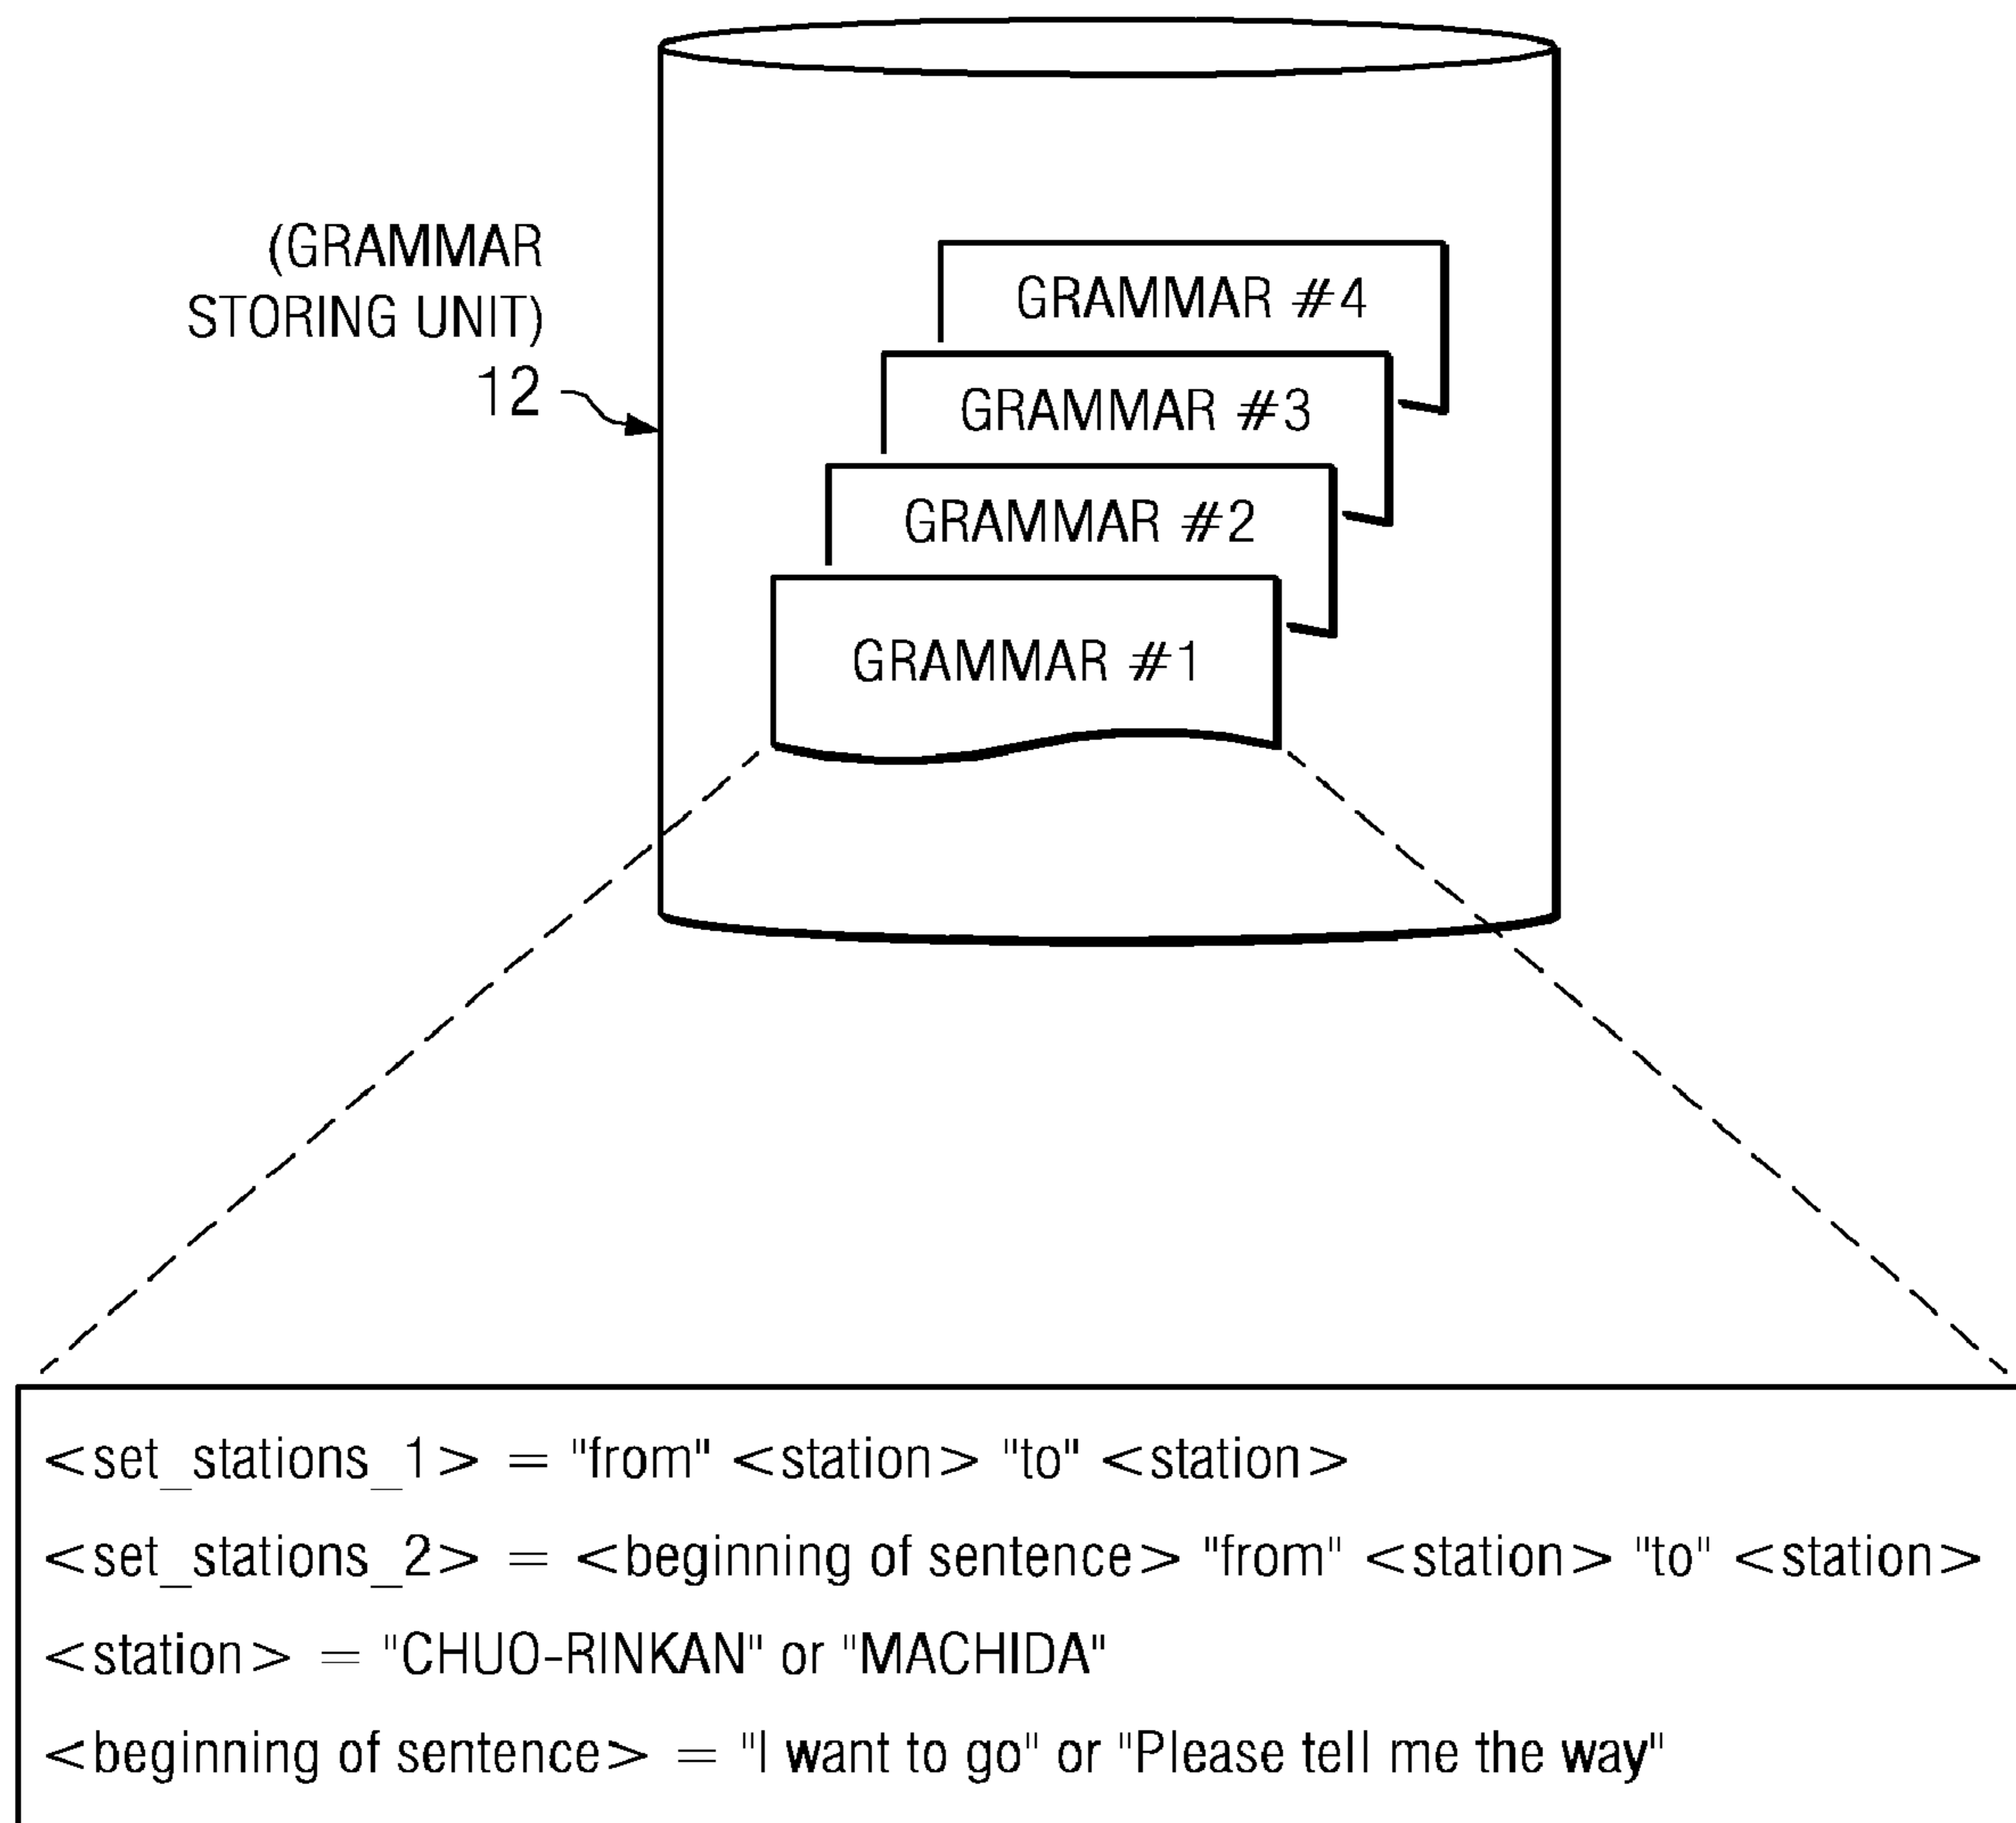 (GRAMMAR
STORING UNIT)
12
GRAMMAR #4
GRAMMAR #3
GRAMMAR #2
GRAMMAR #1
<set_stations_1> = "from" <station> "to" <station>
<set_stations_2> = <beginning of sentence> "from" <station> "to" <station>
<station> = "CHUO-RINKAN" or "MACHIDA"
<beginning of sentence> = "I want to go" or "Please tell me the way"